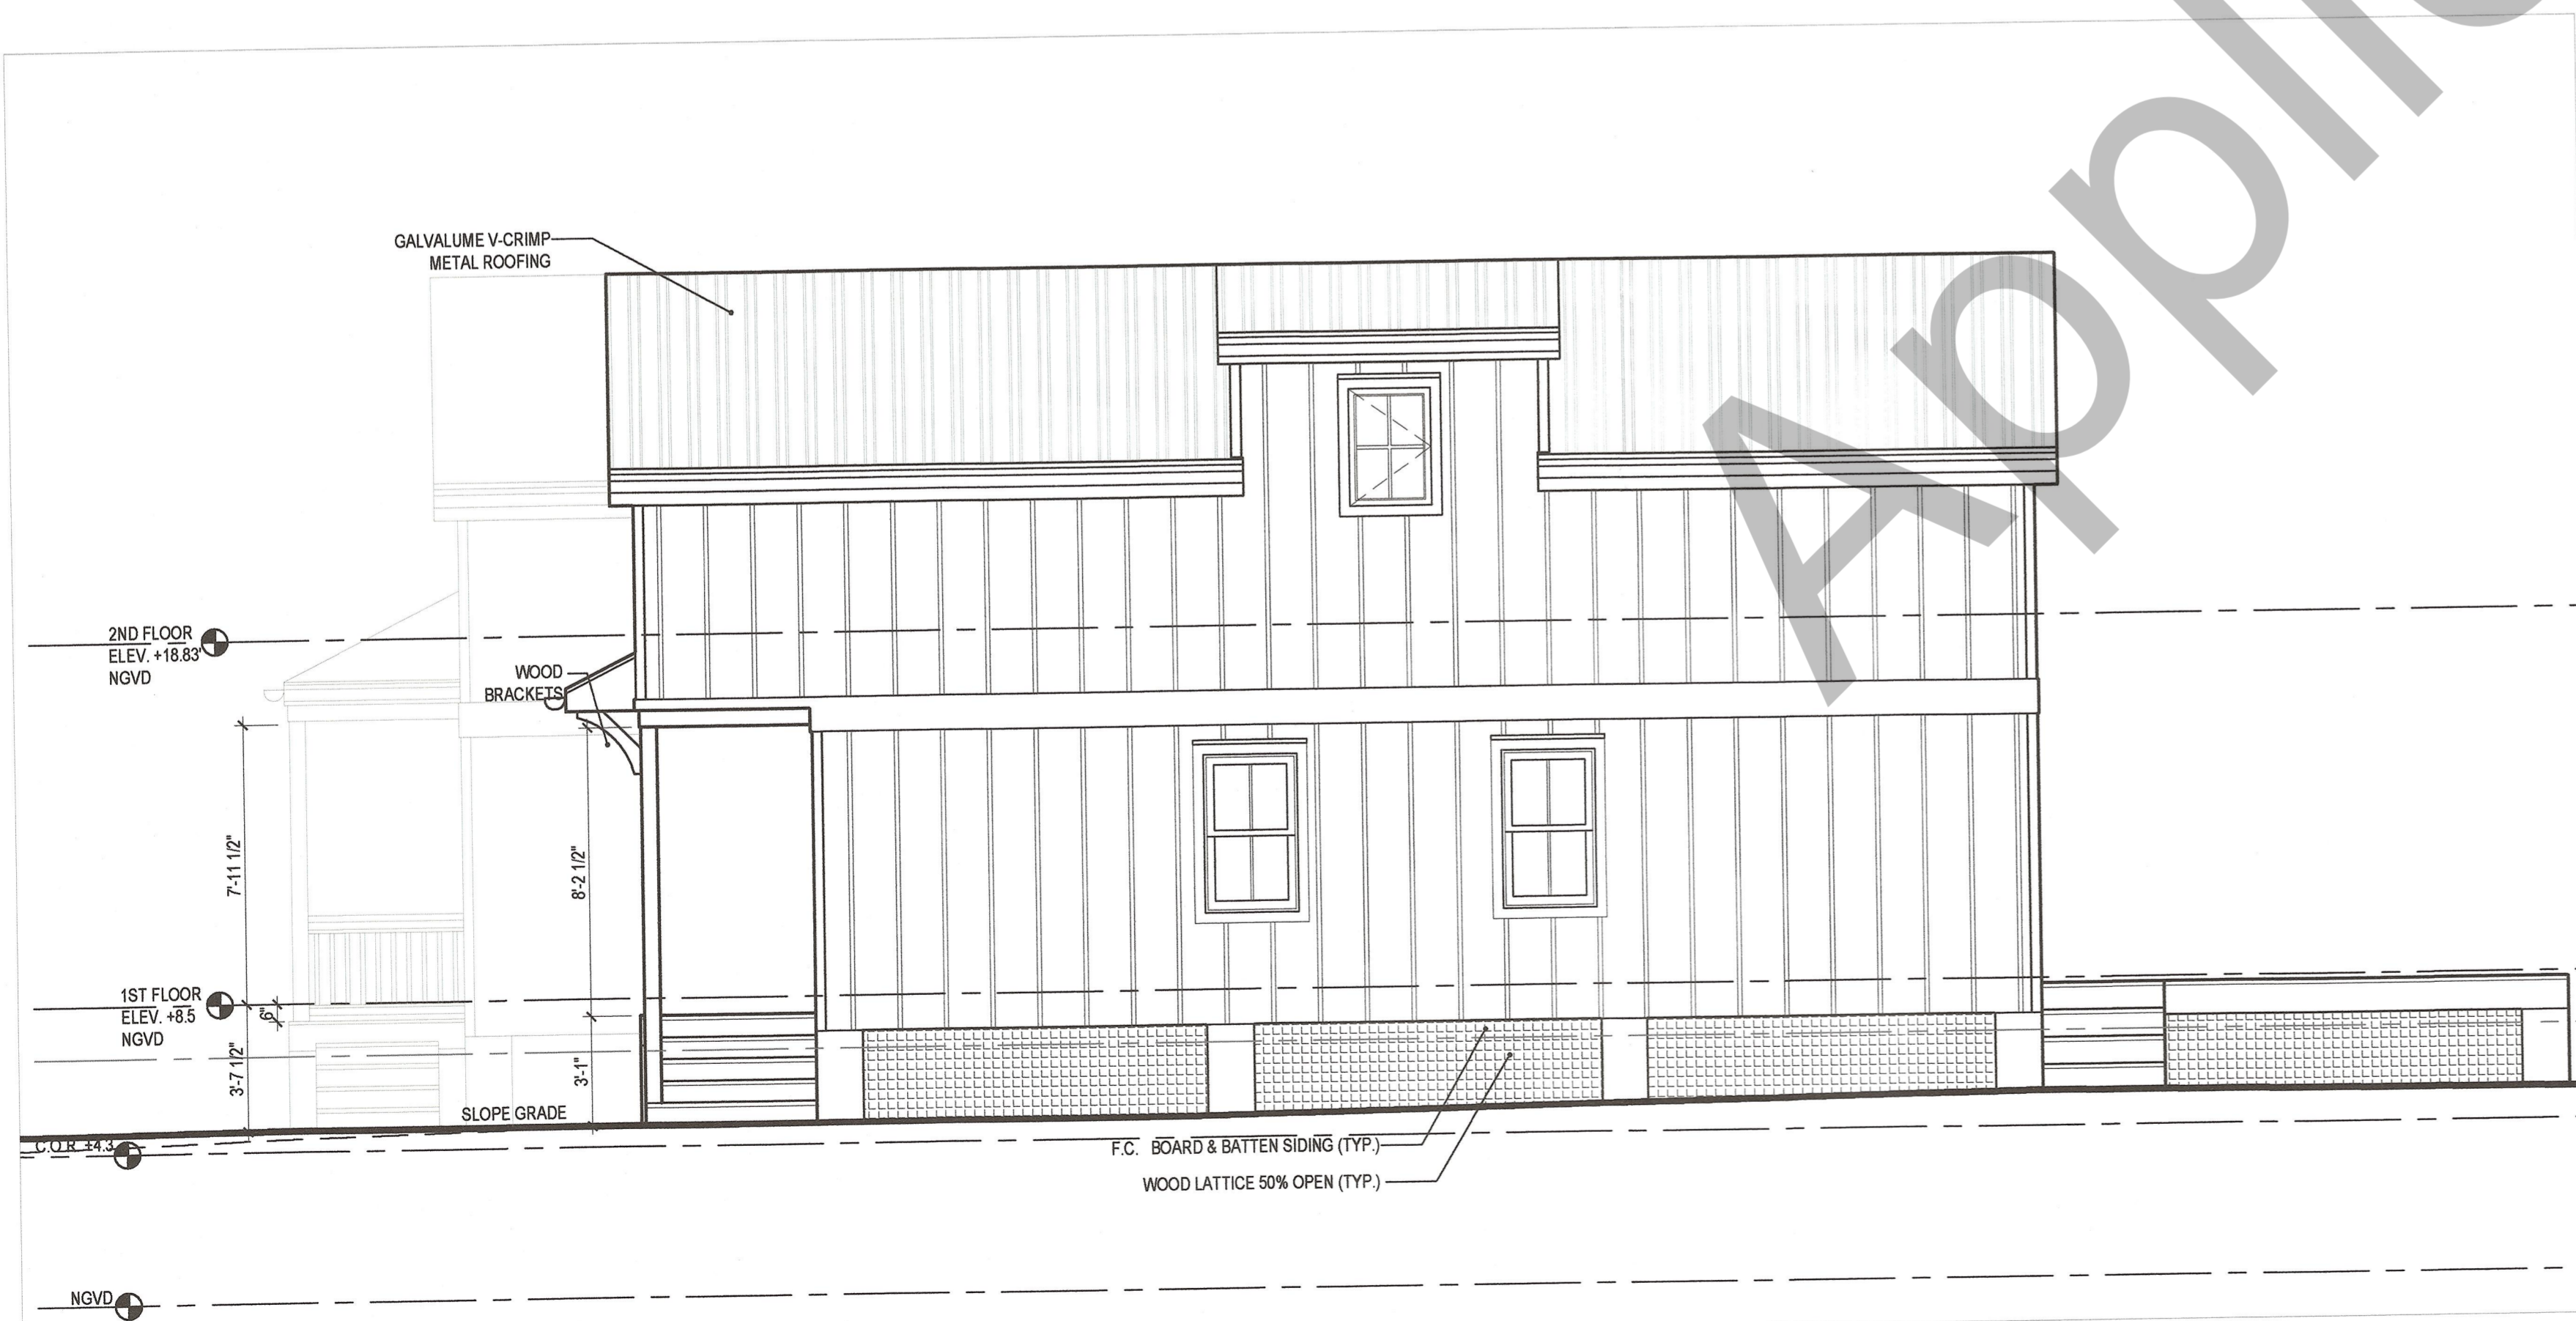 GALVALUME V-CRIMP
METAL ROOFING
2ND FLOOR
ELEV. +18.83'
NGVD
WOOD
BRACKETS
7'-11 1/2"
8'-2 1/2"
1ST FLOOR
ELEV. +8.5
NGVD
6"
3'-7 1/2"
3'-1"
SLOPE GRADE
C.O.R. +4.3
F.C. BOARD & BATTEN SIDING (TYP.)
WOOD LATTICE 50% OPEN (TYP.)
NGVD